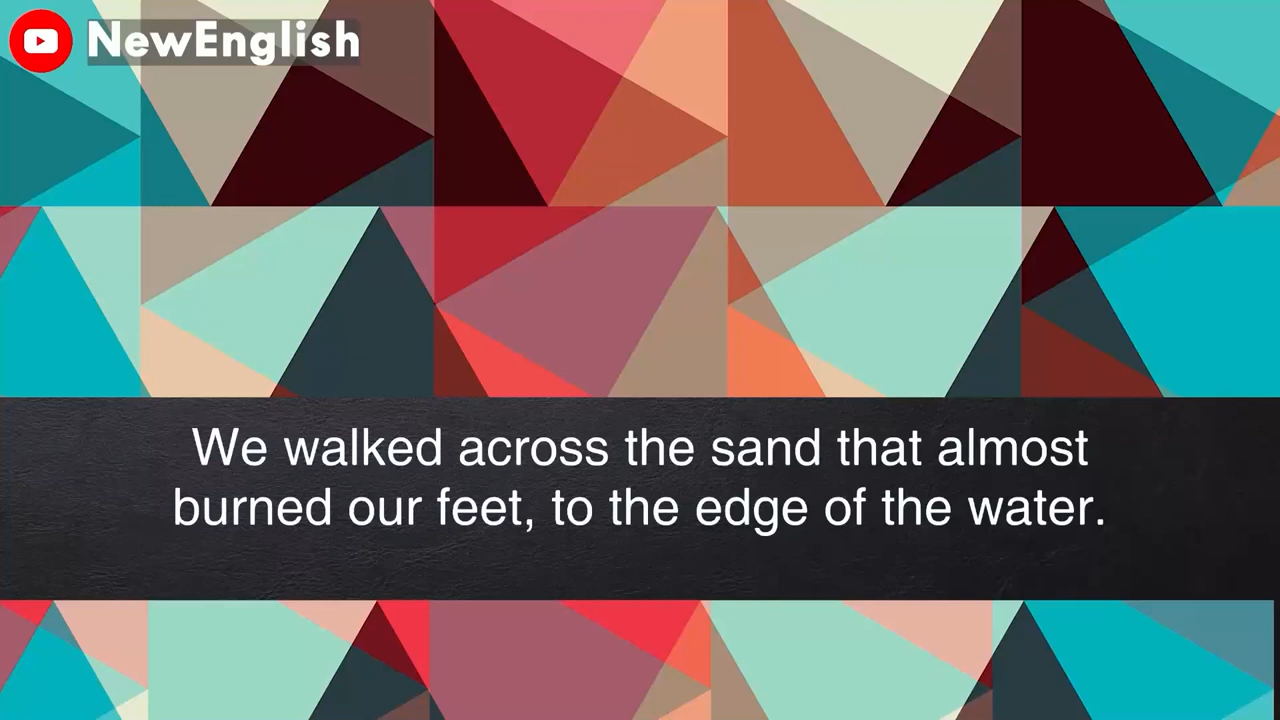 NewEnglish
We walked across the sand that almost
burned our feet, to the edge of the water.